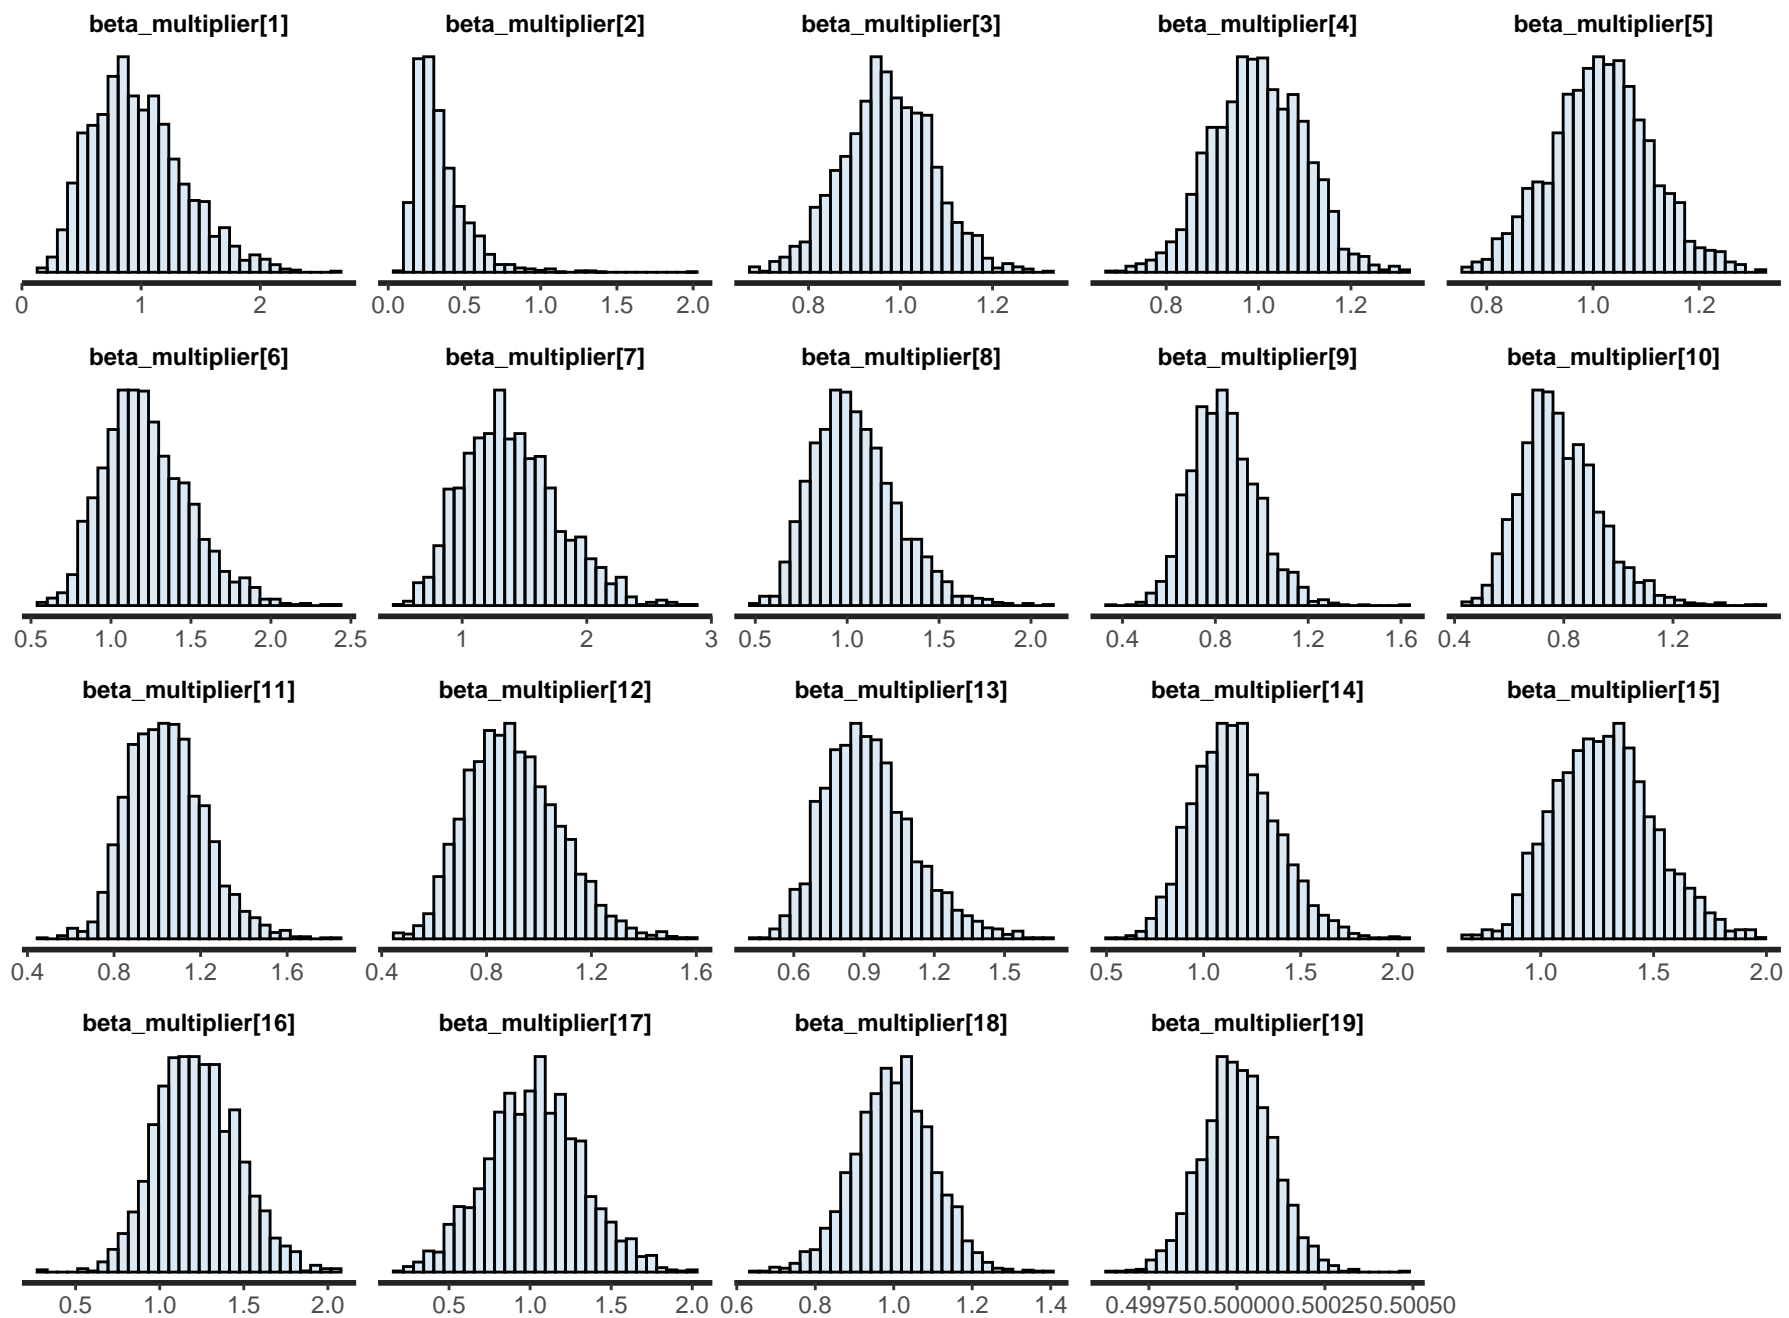 beta_multiplier[1] beta_multiplier[2] beta_multiplier[3] beta_multiplier[4] beta_multiplier[5]
0 1 2 0.0 0.5 1.0 1.5 2.0 0.8 1.0 1.2 0.8 1.0 1.2 0.8 1.0 1.2
beta_multiplier[6] beta_multiplier[7] beta_multiplier[8] beta_multiplier[9] beta_multiplier[10]
0.5 1.0 1.5 2.0 2.5 1 2 3 0.5 1.0 1.5 2.0 0.4 0.8 1.2 1.6 0.4 0.8 1.2
beta_multiplier[11] beta_multiplier[12] beta_multiplier[13] beta_multiplier[14] beta_multiplier[15]
0.4 0.8 1.2 1.6 0.4 0.8 1.2 1.6 0.6 0.9 1.2 1.5 0.5 1.0 1.5 2.0 1.0 1.5 2.0
beta_multiplier[16] beta_multiplier[17] beta_multiplier[18] beta_multiplier[19]
0.5 1.0 1.5 2.0 0.5 1.0 1.5 2.0 0.6 0.8 1.0 1.2 1.4 0.49975 0.50000 0.50025 0.50050